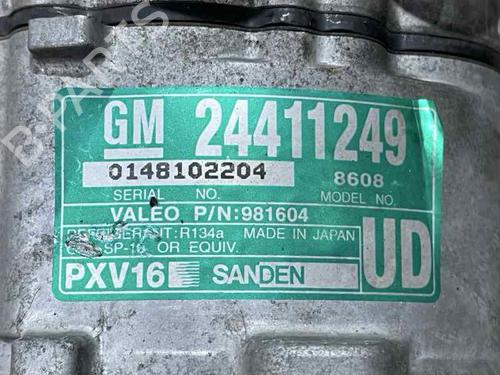 B-PARTS
GM 24411249
0148102204 8608
SERIAL NO. MODEL NO.
VALEO P/N:981604
REFRIGERANT:R134a MADE IN JAPAN
SP-10 OR EQUIV.
PXV16 SANDEN UD